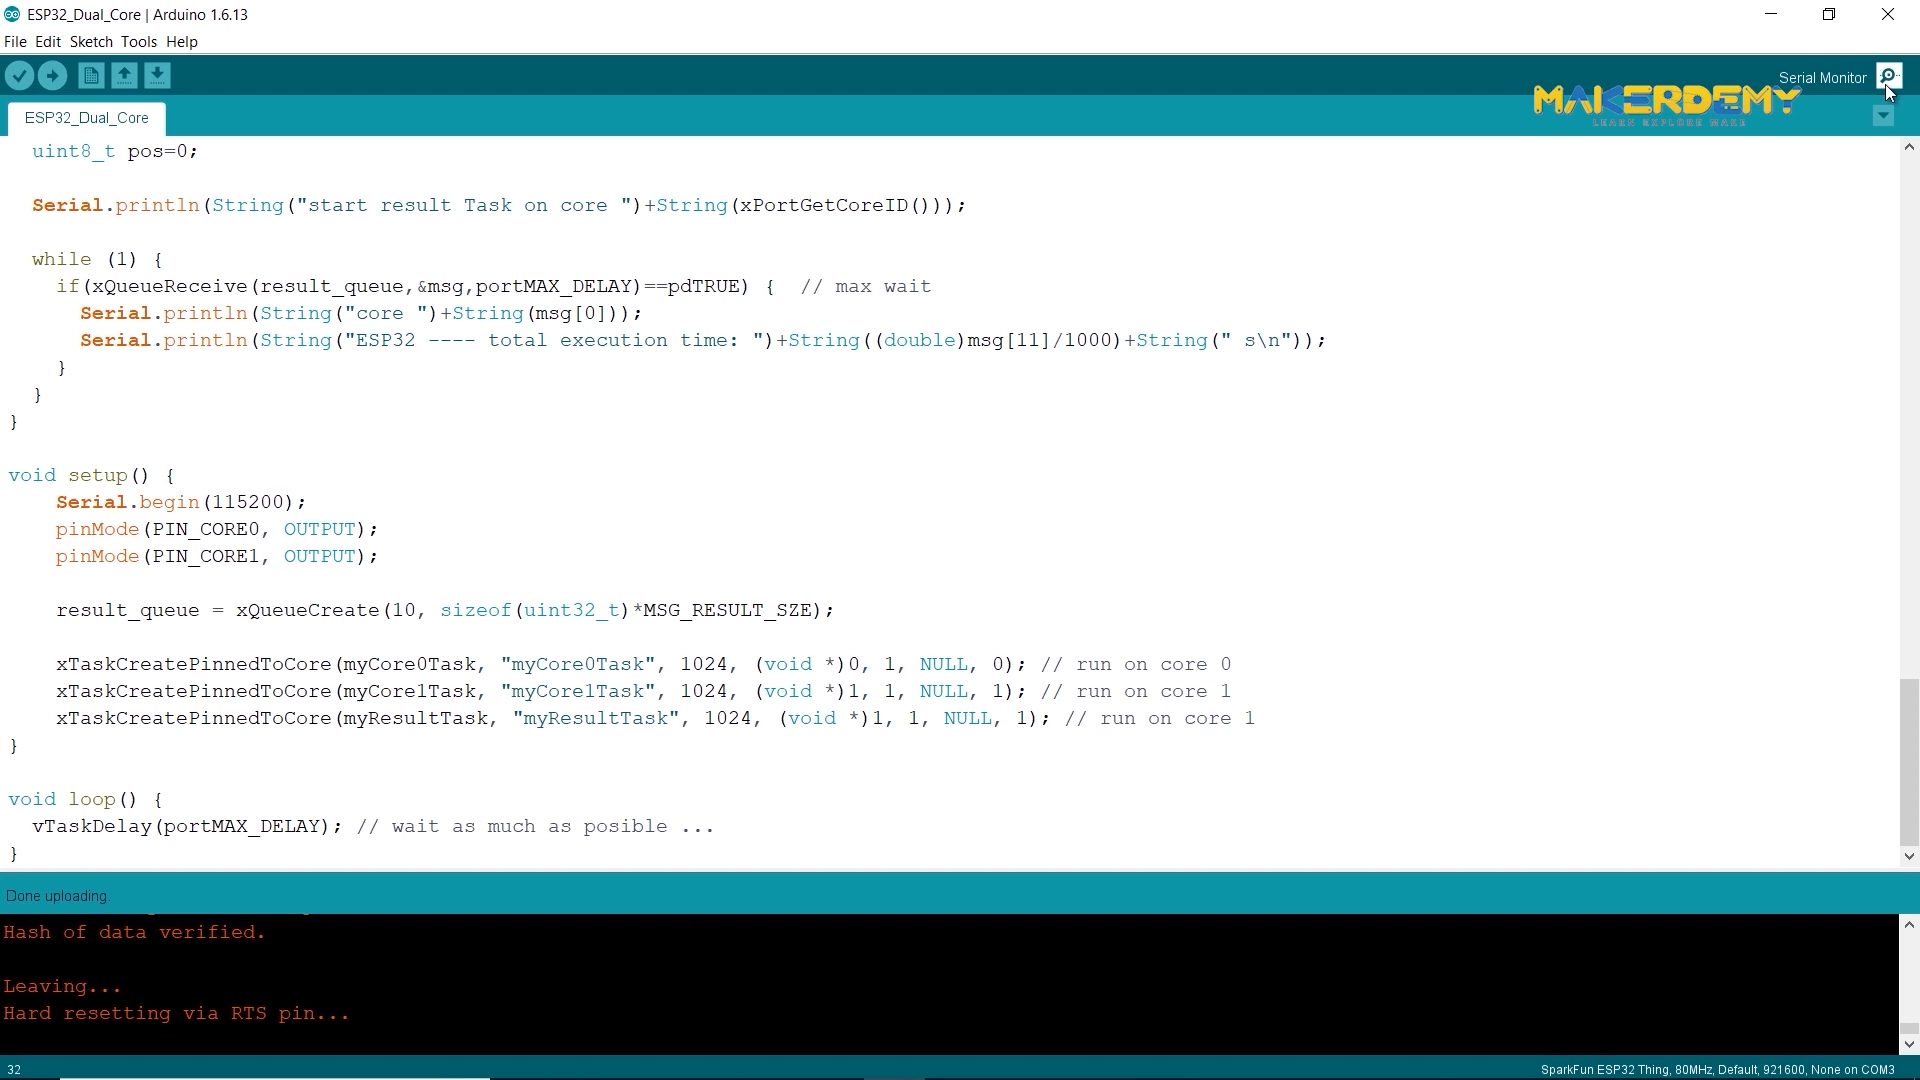 ESP32_Dual_Core | Arduino 1.6.13
File Edit Sketch Tools Help
Serial Monitor
MAKERDEMY
LEARN EXPLORE MAKE
ESP32_Dual_Core
uint8_t pos=0;
Serial.println(String("start result Task on core ")+String(xPortGetCoreID()));
while (1) {
if(xQueueReceive(result_queue,&msg,portMAX_DELAY)==pdTRUE) {  // max wait
Serial.println(String("core ")+String(msg[0]));
Serial.println(String("ESP32 ---- total execution time: ")+String((double)msg[11]/1000)+String(" s\n"));
}
}
}
void setup() {
Serial.begin(115200);
pinMode(PIN_CORE0, OUTPUT);
pinMode(PIN_CORE1, OUTPUT);
result_queue = xQueueCreate(10, sizeof(uint32_t)*MSG_RESULT_SZE);
xTaskCreatePinnedToCore(myCore0Task, "myCore0Task", 1024, (void *)0, 1, NULL, 0); // run on core 0
xTaskCreatePinnedToCore(myCore1Task, "myCore1Task", 1024, (void *)1, 1, NULL, 1); // run on core 1
xTaskCreatePinnedToCore(myResultTask, "myResultTask", 1024, (void *)1, 1, NULL, 1); // run on core 1
}
void loop() {
vTaskDelay(portMAX_DELAY); // wait as much as posible ...
}
Done uploading.
Hash of data verified.
Leaving...
Hard resetting via RTS pin...
32
SparkFun ESP32 Thing, 80MHz, Default, 921600, None on COM3